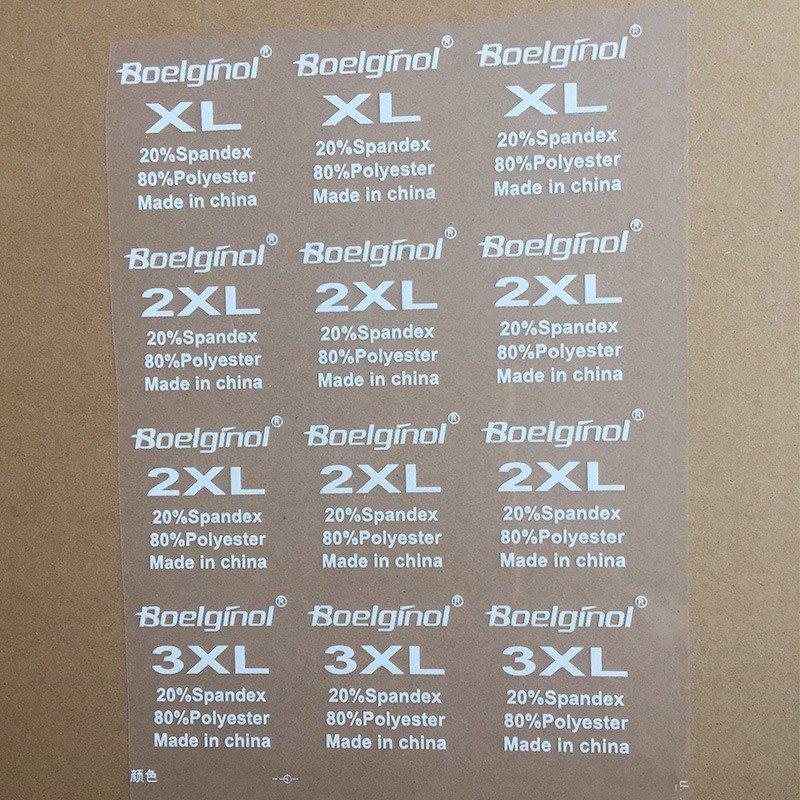 Boelginol® Boelginol® Boelginol®
XL XL XL
20%Spandex 20%Spandex 20%Spandex
80%Polyester 80%Polyester 80%Polyester
Made in china Made in china Made in china
Boelginol® Boelginol® Boelginol®
2XL 2XL 2XL
20%Spandex 20%Spandex 20%Spandex
80%Polyester 80%Polyester 80%Polyester
Made in china Made in china Made in china
Boelginol® Boelginol® Boelginol®
2XL 2XL 2XL
20%Spandex 20%Spandex 20%Spandex
80%Polyester 80%Polyester 80%Polyester
Made in china Made in china Made in china
Boelginol® Boelginol® Boelginol®
3XL 3XL 3XL
20%Spandex 20%Spandex 20%Spandex
80%Polyester 80%Polyester 80%Polyester
Made in china Made in china Made in china
颜色